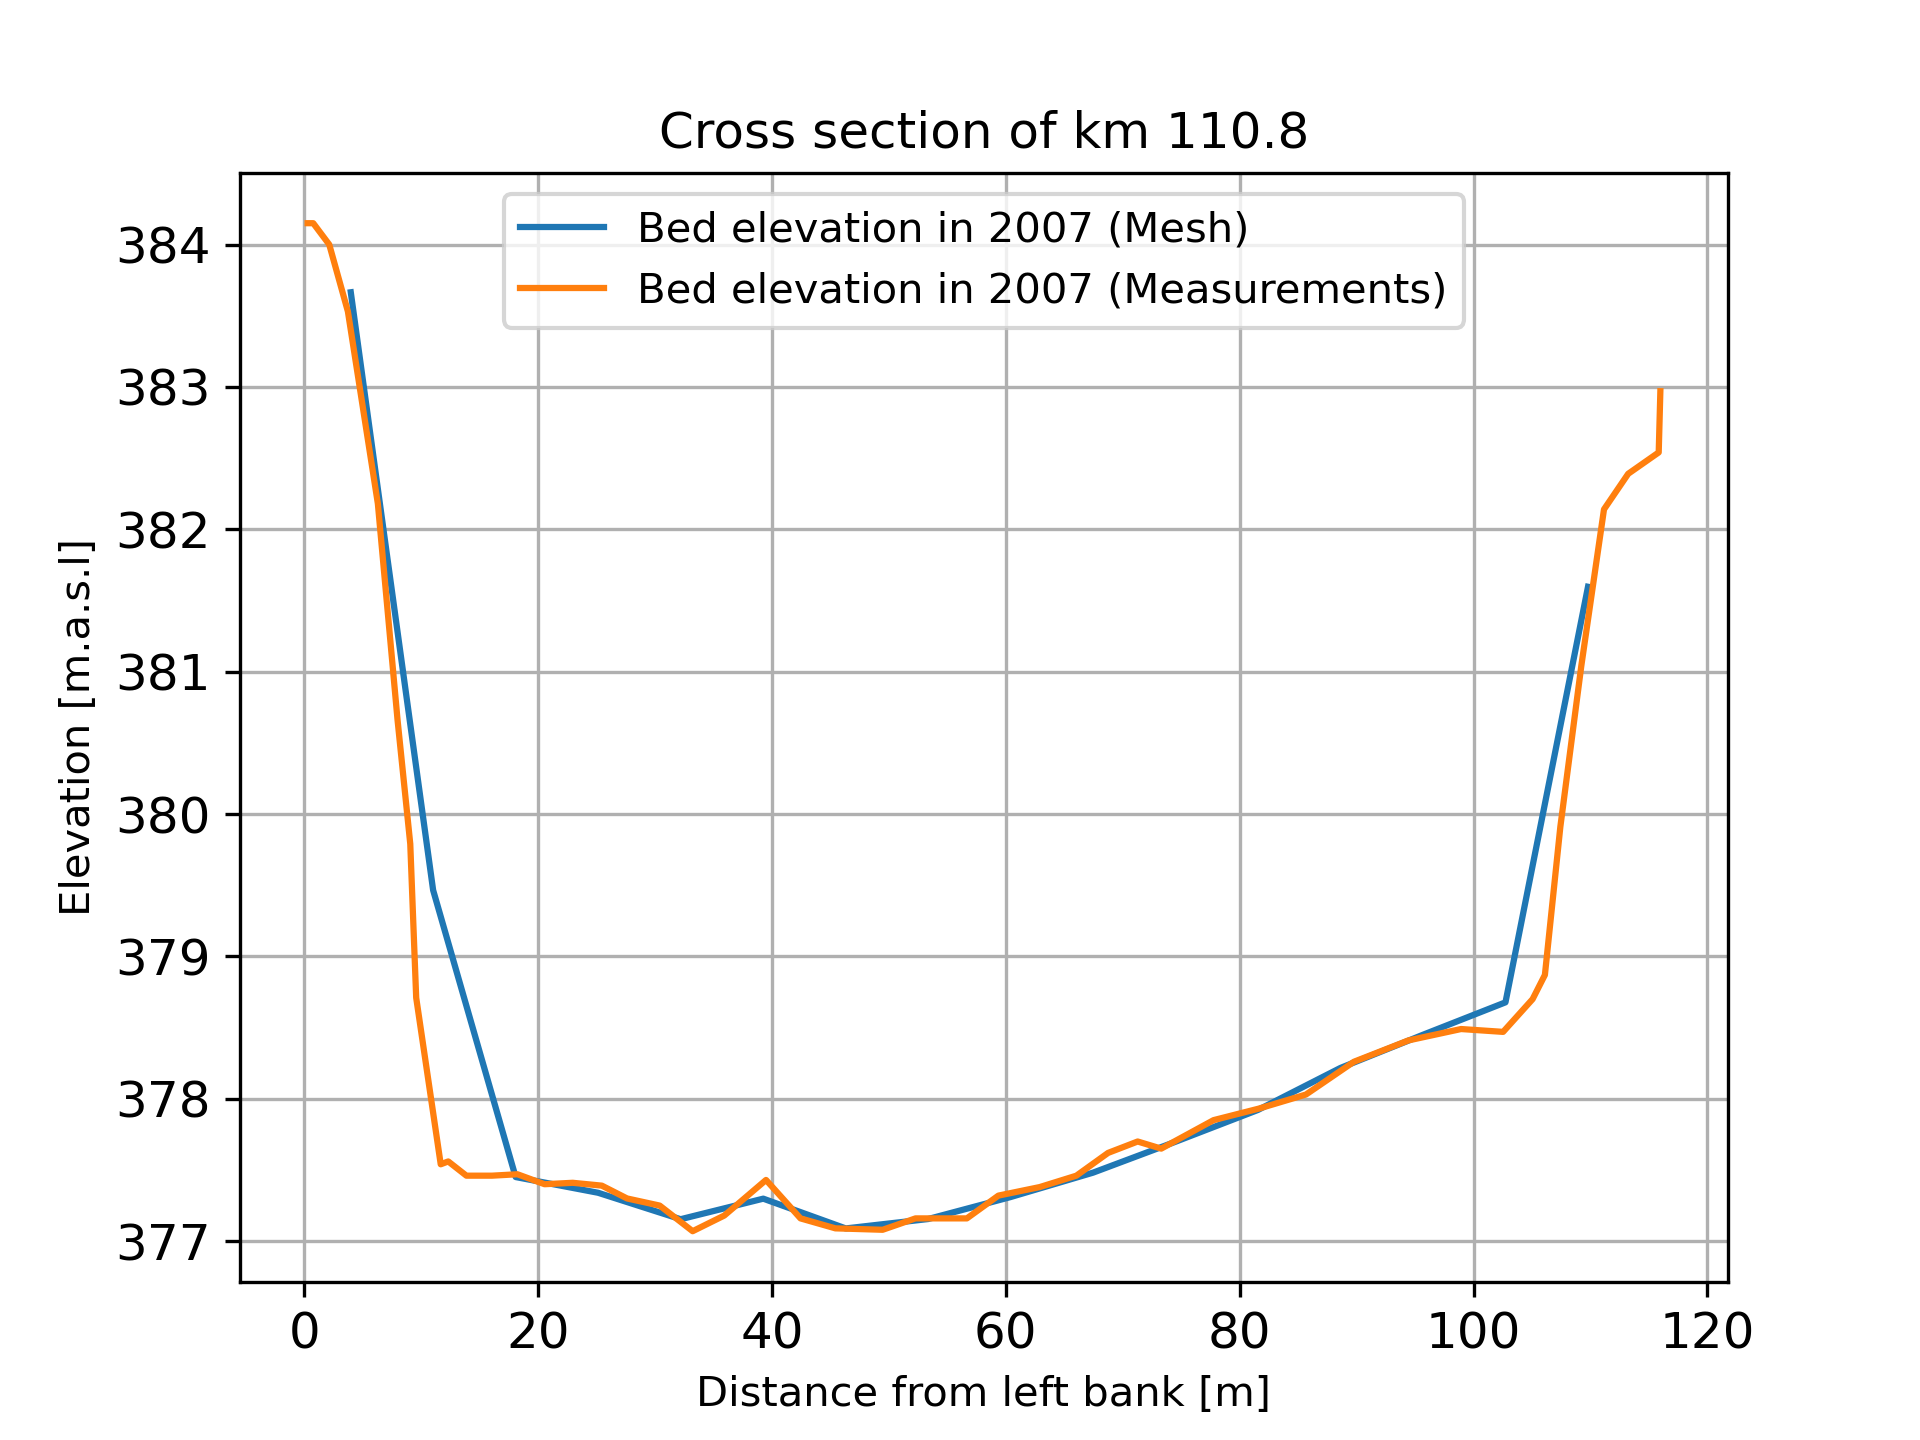 Cross section of km 110.8
Bed elevation in 2007 (Mesh)
Bed elevation in 2007 (Measurements)
384
383
382
381
380
379
378
377
Elevation [m.a.s.l]
0 20 40 60 80 100 120
Distance from left bank [m]